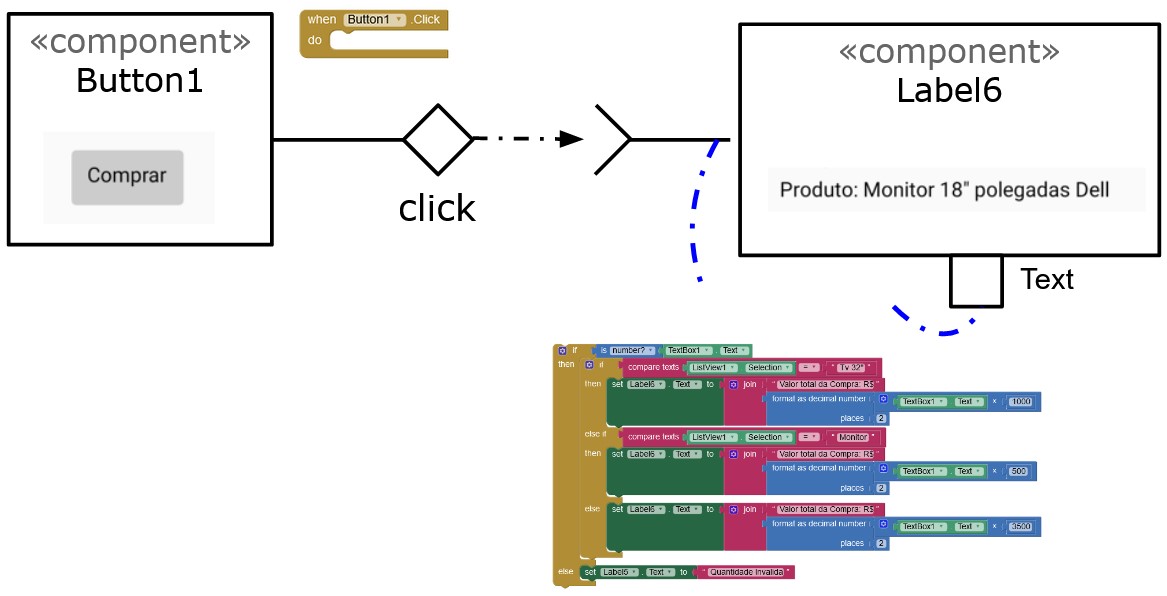 «component»
Button1
Comprar
when Button1 .Click
do
click
«component»
Label6
Produto: Monitor 18" polegadas Dell
Text
if is number? TextBox1 . Text
then if compare texts ListView1 . Selection = " Tv 32" "
then set Label6 . Text to join " Valor total da Compra: R$ "
format as decimal number TextBox1 . Text × 1000
places 2
else if compare texts ListView1 . Selection = " Monitor "
then set Label6 . Text to join " Valor total da Compra: R$ "
format as decimal number TextBox1 . Text × 500
places 2
else set Label6 . Text to join " Valor total da Compra: R$ "
format as decimal number TextBox1 . Text × 3500
places 2
else set Label5 . Text to " Quantidade Invalida "